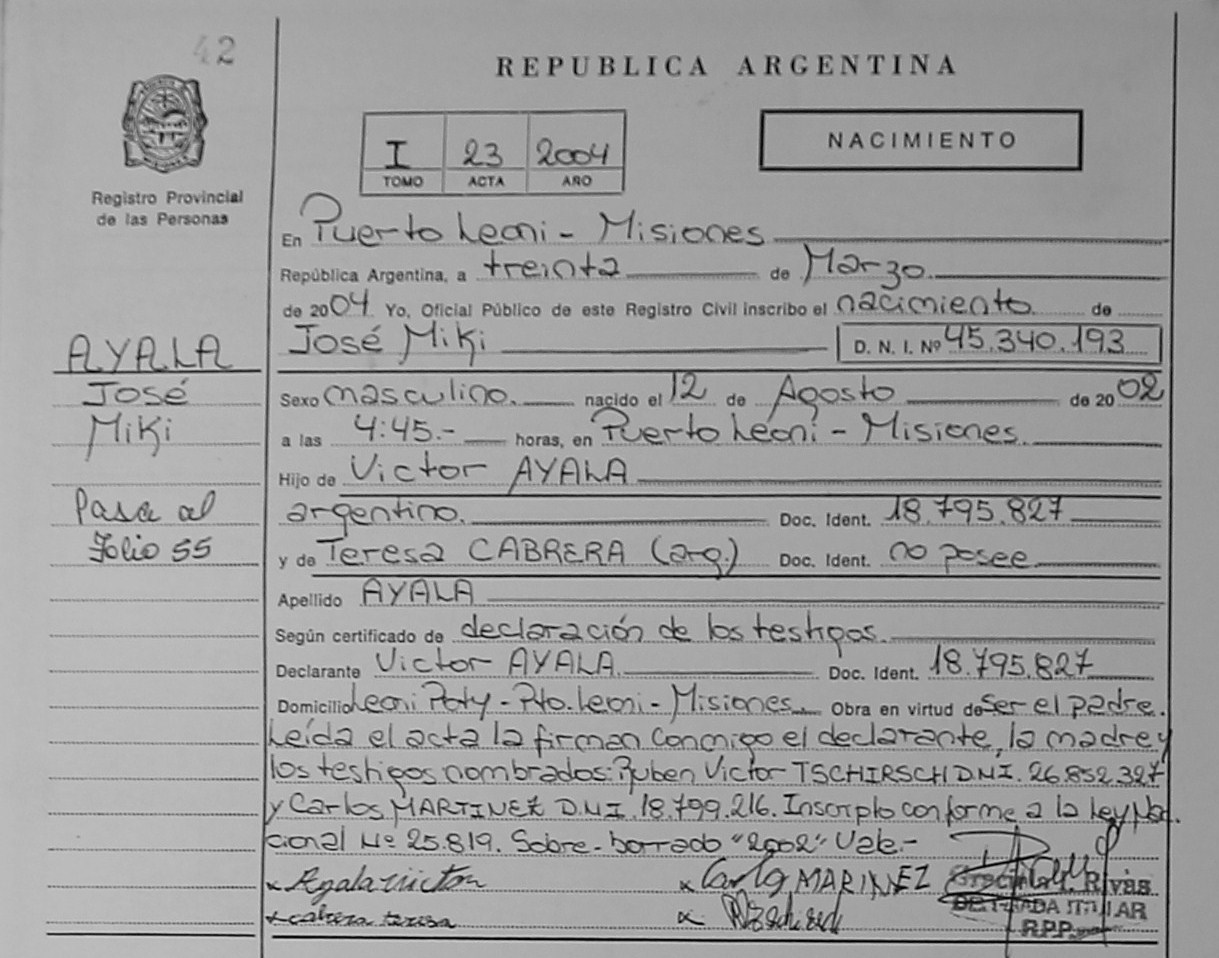 42
REPUBLICA ARGENTINA
I 23 2004
TOMO ACTA AÑO
NACIMIENTO
Registro Provincial
de las Personas
En Puerto Leoni - Misiones
República Argentina, a treinta de Marzo.
de 2004 Yo, Oficial Público de este Registro Civil inscribo el nacimiento de
José Miki D. N. I. Nº 45.340.193
AYALA
José
Miki
Pasa al
Folio 55
Sexo masculino. nacido el 12 de Agosto de 2002
a las 4:45.- horas, en Puerto Leoni - Misiones.
Hijo de Victor AYALA
argentino. Doc. Ident. 18.795.827
y de Teresa CABRERA (arg.) Doc. Ident. no posee
Apellido AYALA
Según certificado de declaración de los testigos.
Declarante Victor AYALA. Doc. Ident. 18.795.827
Domicilio Leoni Poty - Pto. Leoni - Misiones. Obra en virtud de ser el padre.
Leída el acta la firman conmigo el declarante, la madre y
los testigos nombrados: Ruben Victor TSCHIRSCH D.N.I. 26.852.327
y Carlos MARTINEZ D.N.I. 18.799.216. Inscripto conforme a la Ley Na-
cional Nº 25.819. Sobre-borrado "2002" Vale.-
x Ayala victor x Carlo MARINEZ
x cabrera teresa x
Rivas
R.P.P.